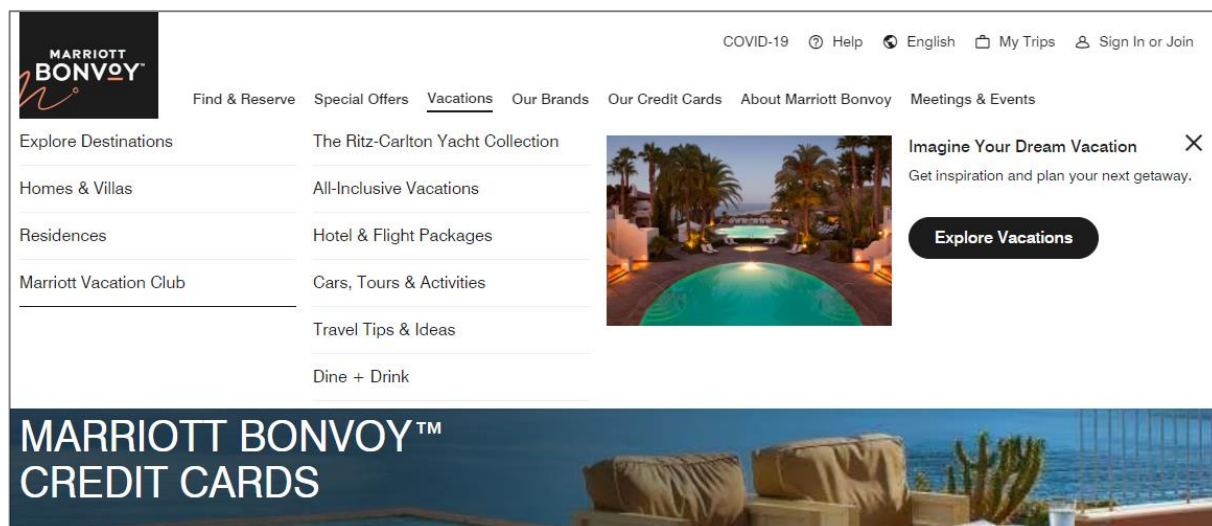 MARRIOTT
BONVOY™
COVID-19 Help English My Trips Sign In or Join
Find & Reserve Special Offers Vacations Our Brands Our Credit Cards About Marriott Bonvoy Meetings & Events
Explore Destinations
Homes & Villas
Residences
Marriott Vacation Club
The Ritz-Carlton Yacht Collection
All-Inclusive Vacations
Hotel & Flight Packages
Cars, Tours & Activities
Travel Tips & Ideas
Dine + Drink
Imagine Your Dream Vacation
Get inspiration and plan your next getaway.
Explore Vacations
MARRIOTT BONVOY™
CREDIT CARDS